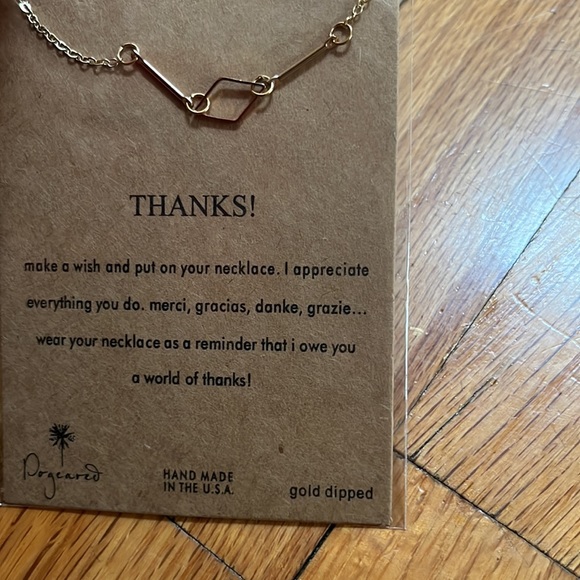 THANKS!
make a wish and put on your necklace. I appreciate
everything you do. merci, gracias, danke, grazie...
wear your necklace as a reminder that i owe you
a world of thanks!
Dogeared
HAND MADE
IN THE U.S.A.
gold dipped